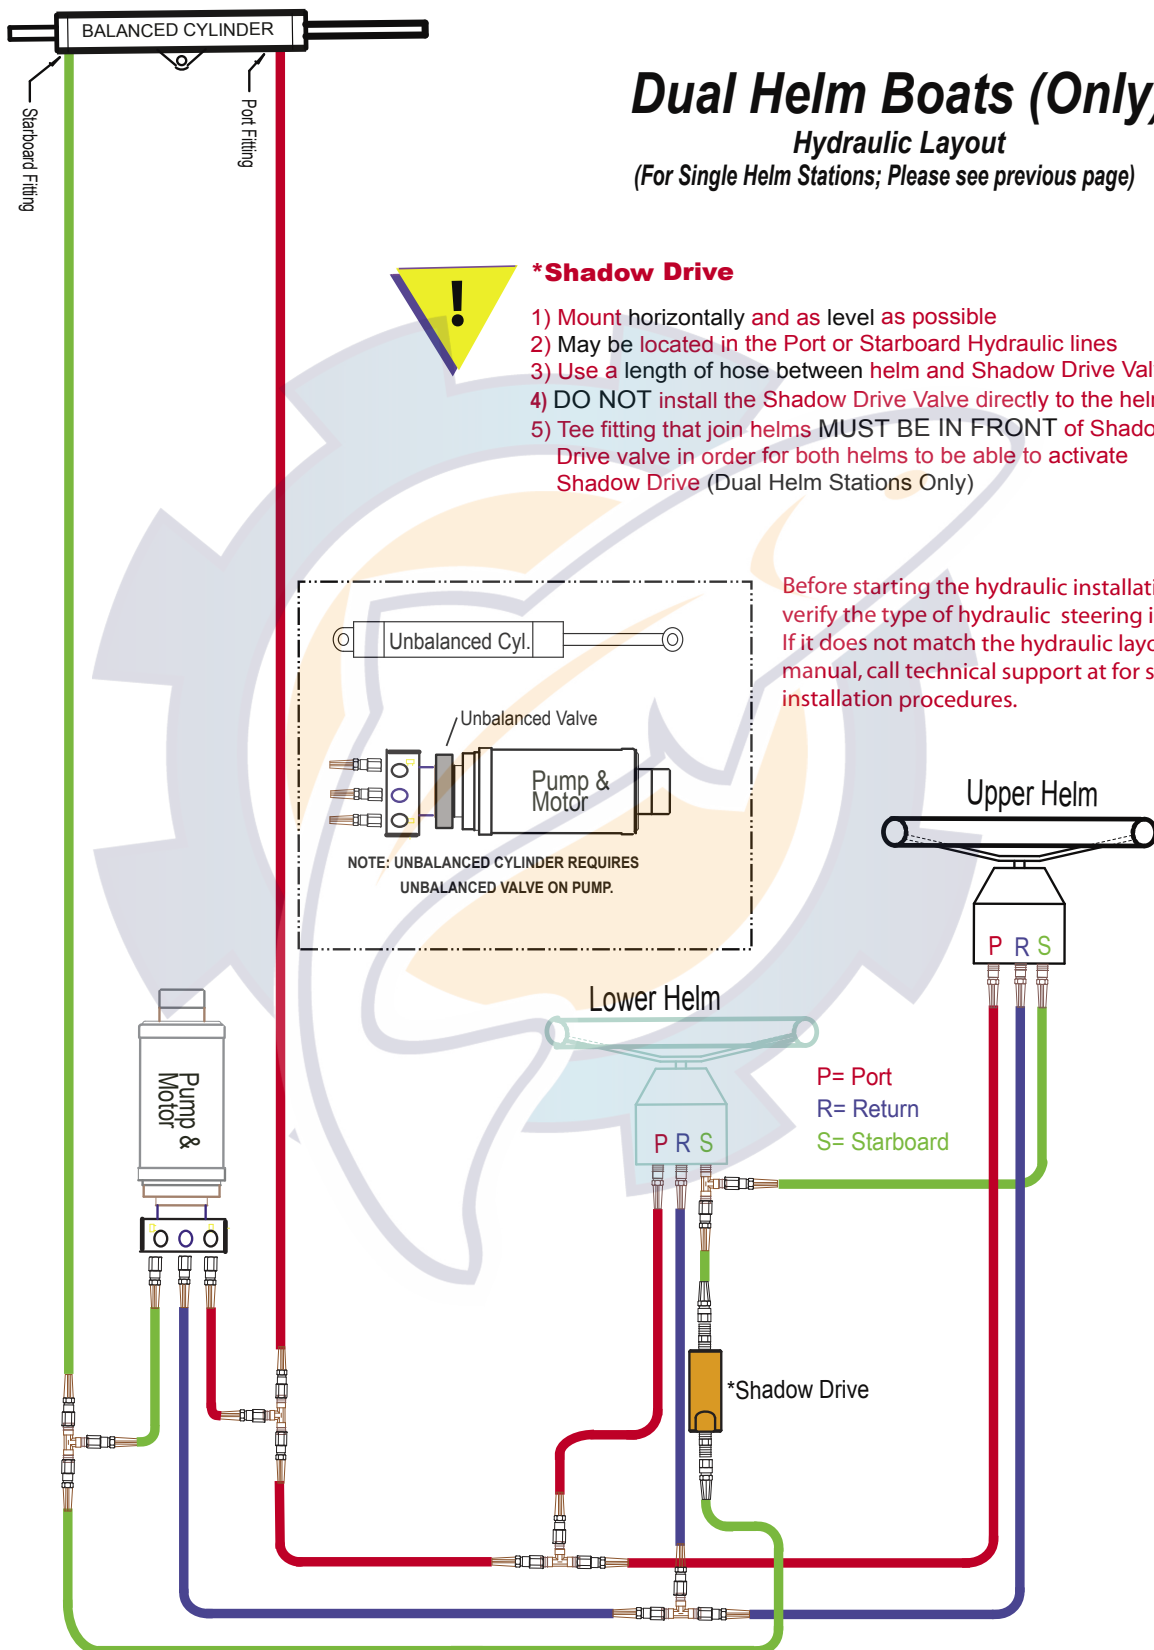 BALANCED CYLINDER
Starboard Fitting
Port Fitting
Dual Helm Boats (Only)
Hydraulic Layout
(For Single Helm Stations; Please see previous page)
!
*Shadow Drive
1) Mount horizontally and as level as possible
2) May be located in the Port or Starboard Hydraulic lines
3) Use a length of hose between helm and Shadow Drive Val
4) DO NOT install the Shadow Drive Valve directly to the helm
5) Tee fitting that join helms MUST BE IN FRONT of Shado
Drive valve in order for both helms to be able to activate
Shadow Drive (Dual Helm Stations Only)
Before starting the hydraulic installati
verify the type of hydraulic steering i
If it does not match the hydraulic layo
manual, call technical support at for s
installation procedures.
Unbalanced Cyl.
Unbalanced Valve
Pump &
Motor
NOTE: UNBALANCED CYLINDER REQUIRES
UNBALANCED VALVE ON PUMP.
Upper Helm
P R S
Lower Helm
P R S
P= Port
R= Return
S= Starboard
Pump &
Motor
*Shadow Drive